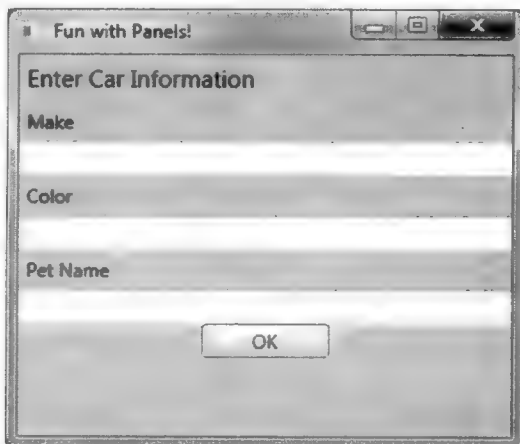 Fun with Panels!
Enter Car Information
Make
Color
Pet Name
OK